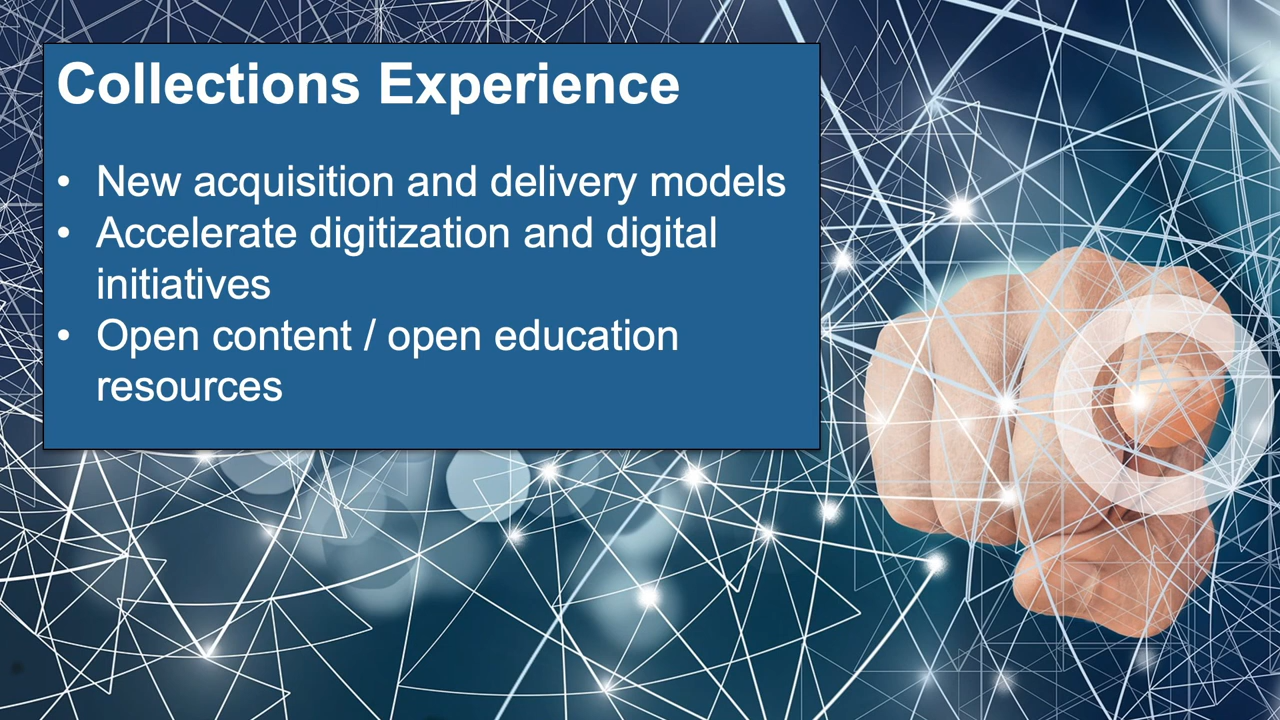 Collections Experience
• New acquisition and delivery models
• Accelerate digitization and digital
initiatives
• Open content / open education
resources